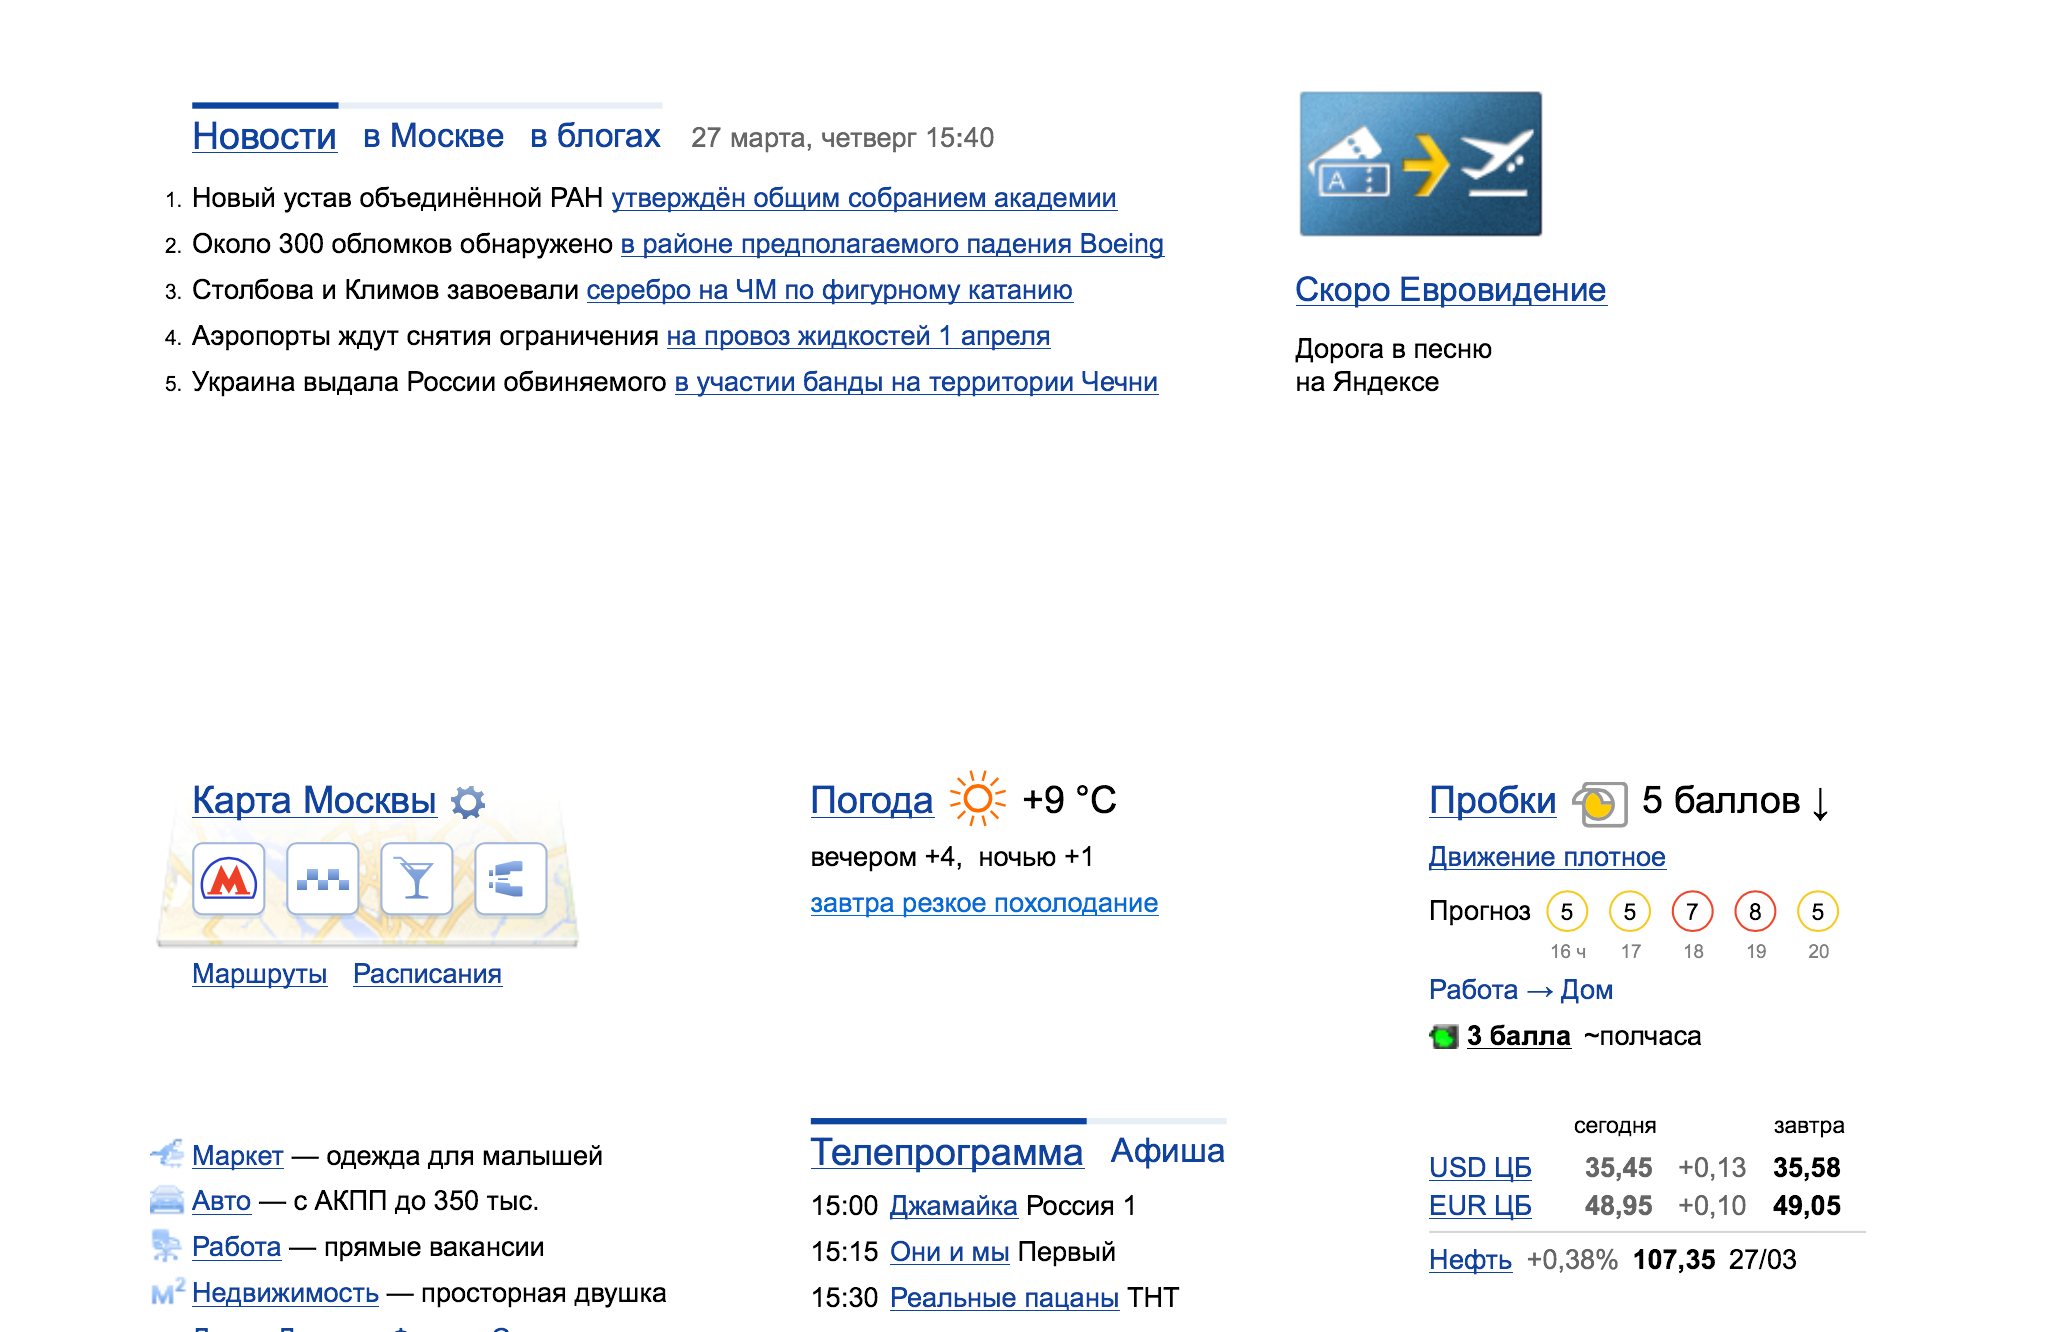 Новости в Москве в блогах 27 марта, четверг 15:40
1. Новый устав объединённой РАН утверждён общим собранием академии
2. Около 300 обломков обнаружено в районе предполагаемого падения Boeing
3. Столбова и Климов завоевали серебро на ЧМ по фигурному катанию
4. Аэропорты ждут снятия ограничения на провоз жидкостей 1 апреля
5. Украина выдала России обвиняемого в участии банды на территории Чечни
А
Скоро Евровидение
Дорога в песню
на Яндексе
Карта Москвы
М
Маршруты Расписания
Погода +9 °C
вечером +4, ночью +1
завтра резкое похолодание
Пробки 5 баллов ↓
Движение плотное
Прогноз 5 5 7 8 5
16 ч 17 18 19 20
Работа → Дом
3 балла ~полчаса
Маркет — одежда для малышей
Авто — с АКПП до 350 тыс.
Работа — прямые вакансии
м² Недвижимость — просторная двушка
Телепрограмма Афиша
15:00 Джамайка Россия 1
15:15 Они и мы Первый
15:30 Реальные пацаны ТНТ
сегодня завтра
USD ЦБ 35,45 +0,13 35,58
EUR ЦБ 48,95 +0,10 49,05
Нефть +0,38% 107,35 27/03